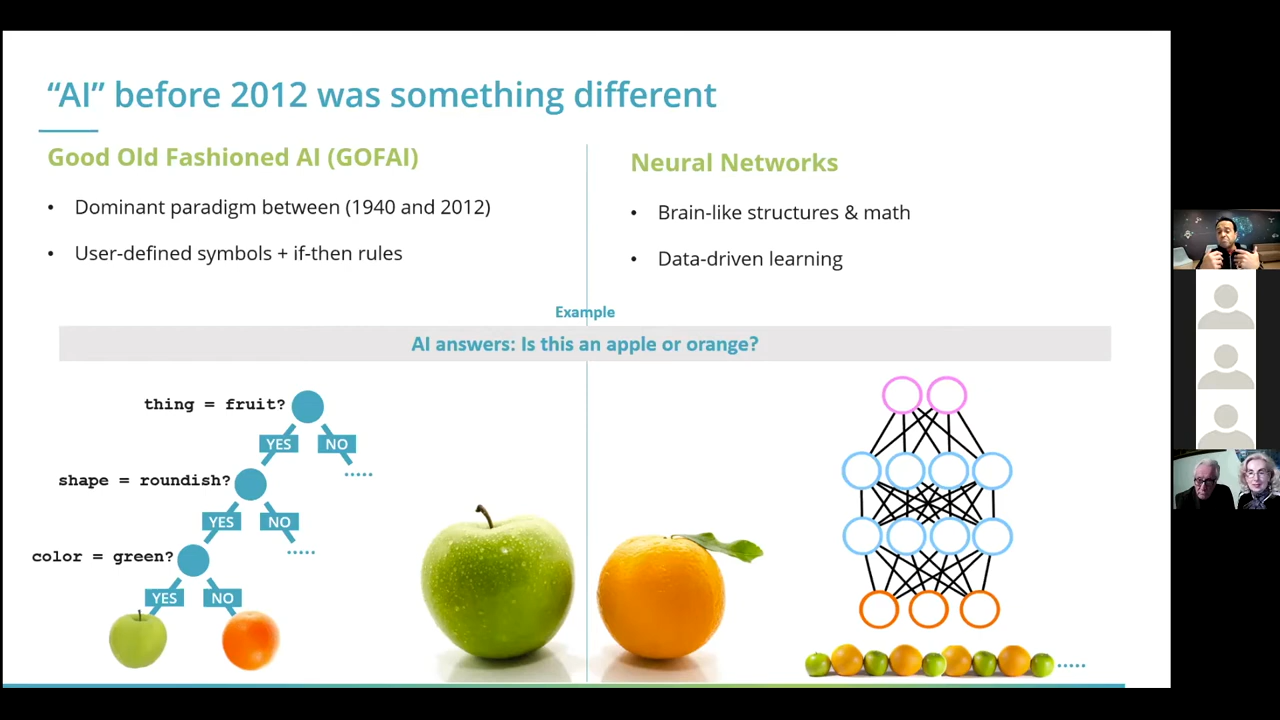 “AI” before 2012 was something different
Good Old Fashioned AI (GOFAI)
• Dominant paradigm between (1940 and 2012)
• User-defined symbols + if-then rules
Neural Networks
• Brain-like structures & math
• Data-driven learning
Example
AI answers: Is this an apple or orange?
thing = fruit?
YES NO
.....
shape = roundish?
YES NO
.....
color = green?
YES NO
.....